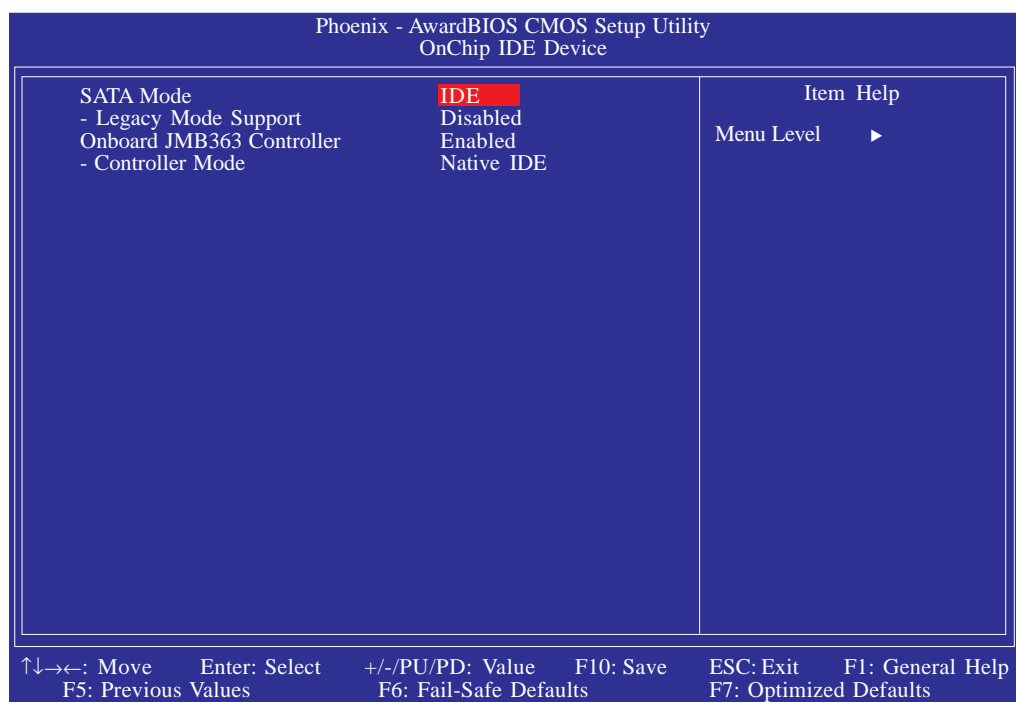 Phoenix - AwardBIOS CMOS Setup Utility
OnChip IDE Device
SATA Mode IDE
- Legacy Mode Support Disabled
Onboard JMB363 Controller Enabled
- Controller Mode Native IDE
Item Help
Menu Level ▶
↑↓→←: Move Enter: Select +/-/PU/PD: Value F10: Save ESC: Exit F1: General Help
F5: Previous Values F6: Fail-Safe Defaults F7: Optimized Defaults